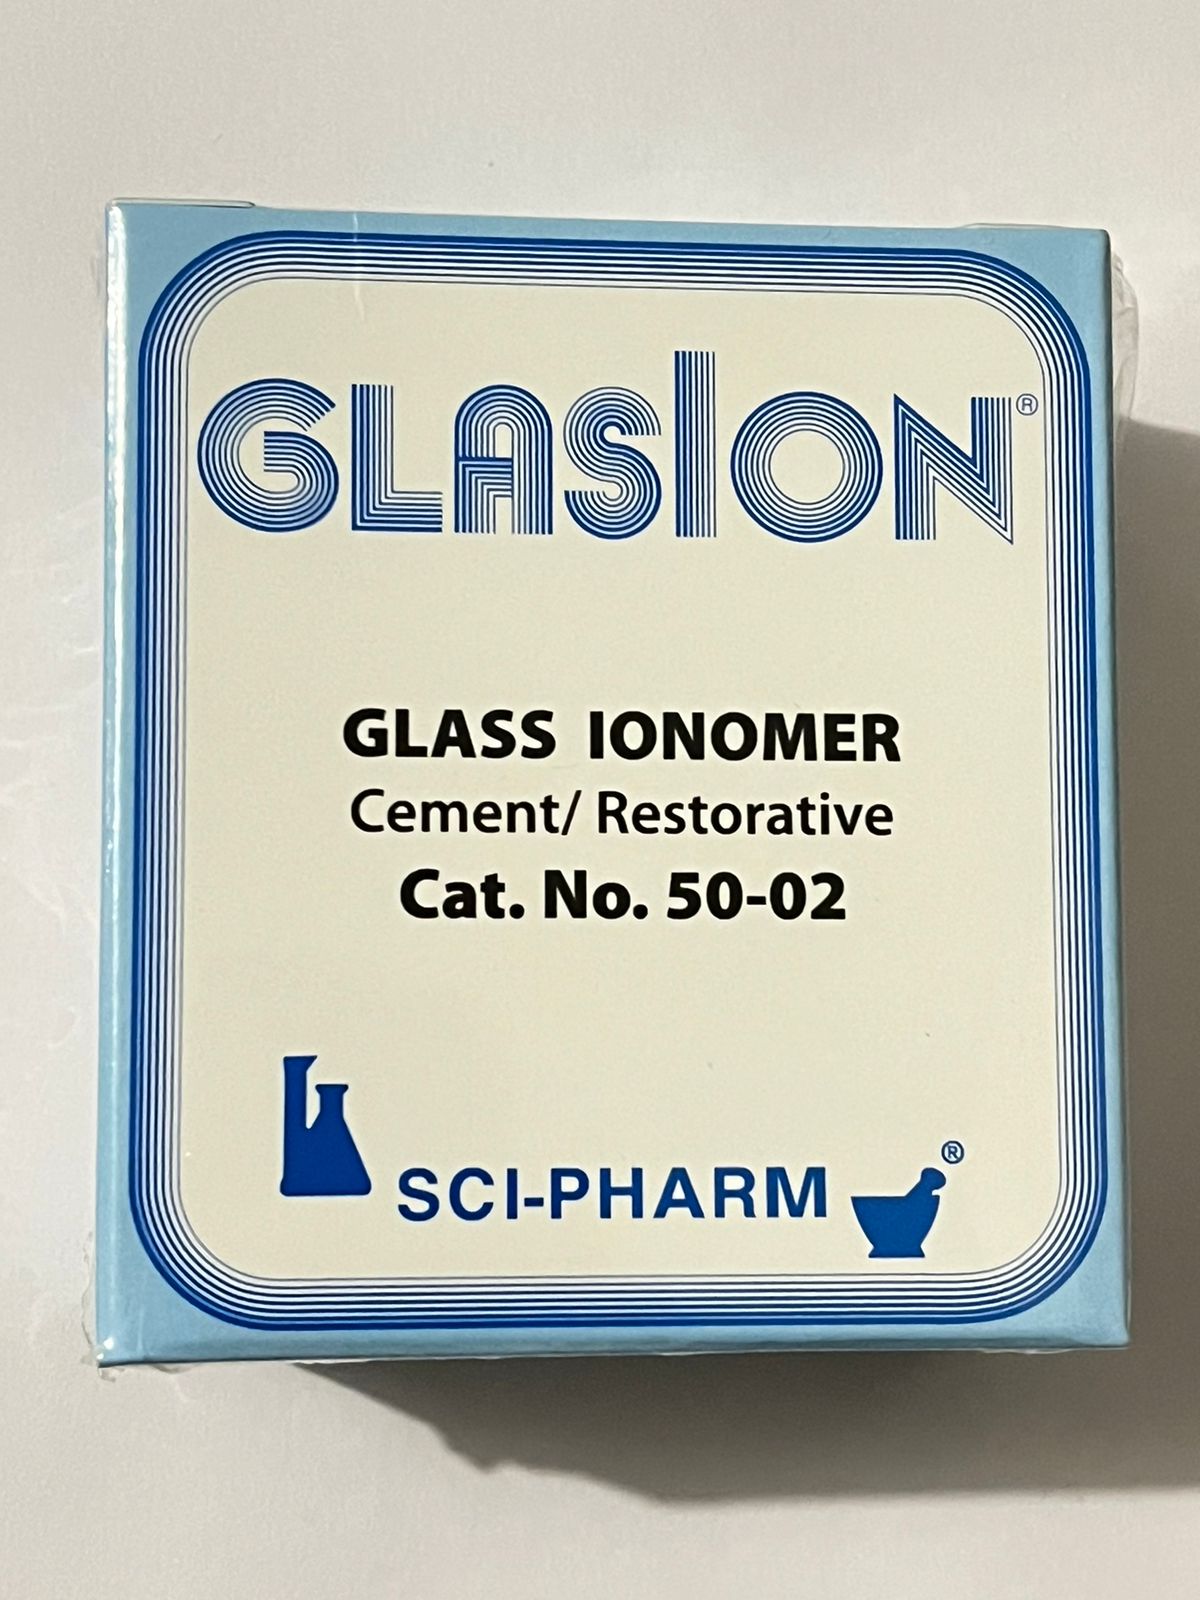 GLASION®
GLASS IONOMER
Cement/ Restorative
Cat. No. 50-02
SCI-PHARM ®